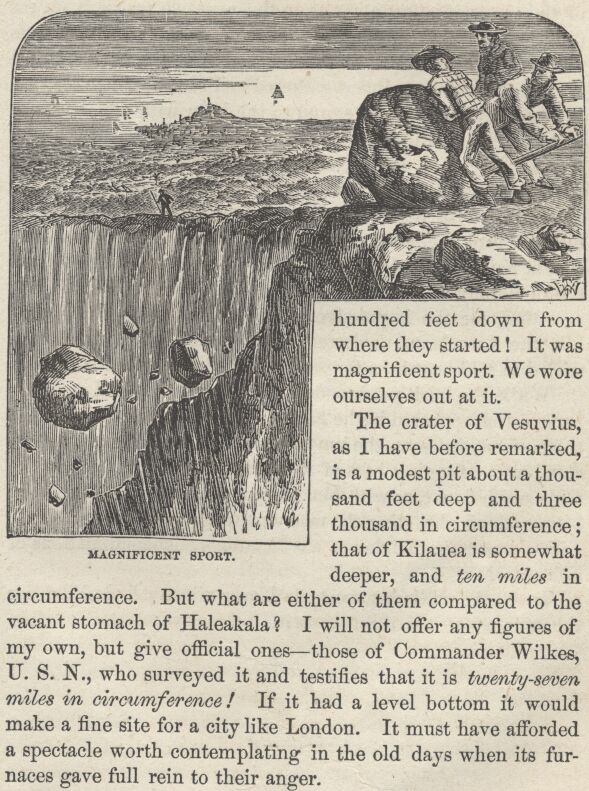 MAGNIFICENT SPORT.
hundred feet down from
where they started! It was
magnificent sport. We wore
ourselves out at it.
The crater of Vesuvius,
as I have before remarked,
is a modest pit about a thou-
sand feet deep and three
thousand in circumference;
that of Kilauea is somewhat
deeper, and ten miles in
circumference. But what are either of them compared to the
vacant stomach of Haleakala? I will not offer any figures of
my own, but give official ones—those of Commander Wilkes,
U. S. N., who surveyed it and testifies that it is twenty-seven
miles in circumference! If it had a level bottom it would
make a fine site for a city like London. It must have afforded
a spectacle worth contemplating in the old days when its fur-
naces gave full rein to their anger.